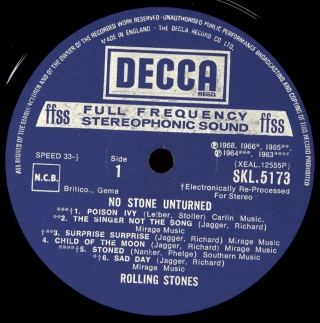 ALL RIGHTS OF THE MANUFACTURER AND OF THE OWNER OF THE RECORDED WORK RESERVED · UNAUTHORISED PUBLIC PERFORMANCE BROADCASTING AND COPYING OF THIS RECORD PROHIBITED
MADE IN ENGLAND · THE DECCA RECORD CO. LTD.
DECCA
REGD.
ffss
FULL FREQUENCY
STEREOPHONIC SOUND
ffss
SPEED 33-⅓
Side
1
℗ 1968, 1966*, 1965**,
1964***, 1963****
(XEAL.12555P)
SKL.5173
N.C.B.
Britico., Gema
†Electronically Re-Processed
For Stereo
NO STONE UNTURNED
***†1. POISON IVY (Leiber, Stoller) Carlin Music.
**2. THE SINGER NOT THE SONG (Jagger, Richard)
Mirage Music
†**3. SURPRISE SURPRISE (Jagger, Richard) Mirage Music
4. CHILD OF THE MOON (Jagger, Richard) Mirage Music
****†5. STONED (Nanker, Phelge) Southern Music
*†6. SAD DAY (Jagger, Richard)
Mirage Music
ROLLING STONES